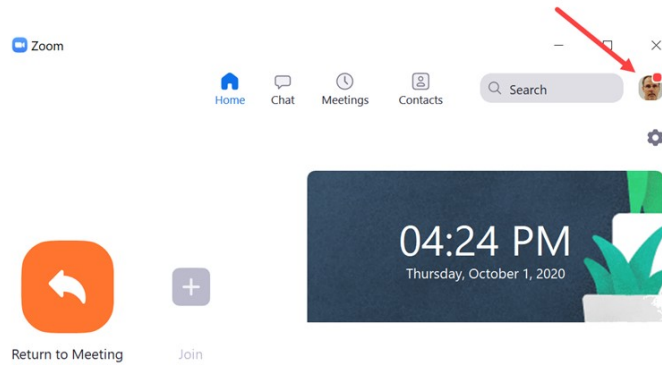 Zoom
Home
Chat
Meetings
Contacts
Search
04:24 PM
Thursday, October 1, 2020
Return to Meeting
Join